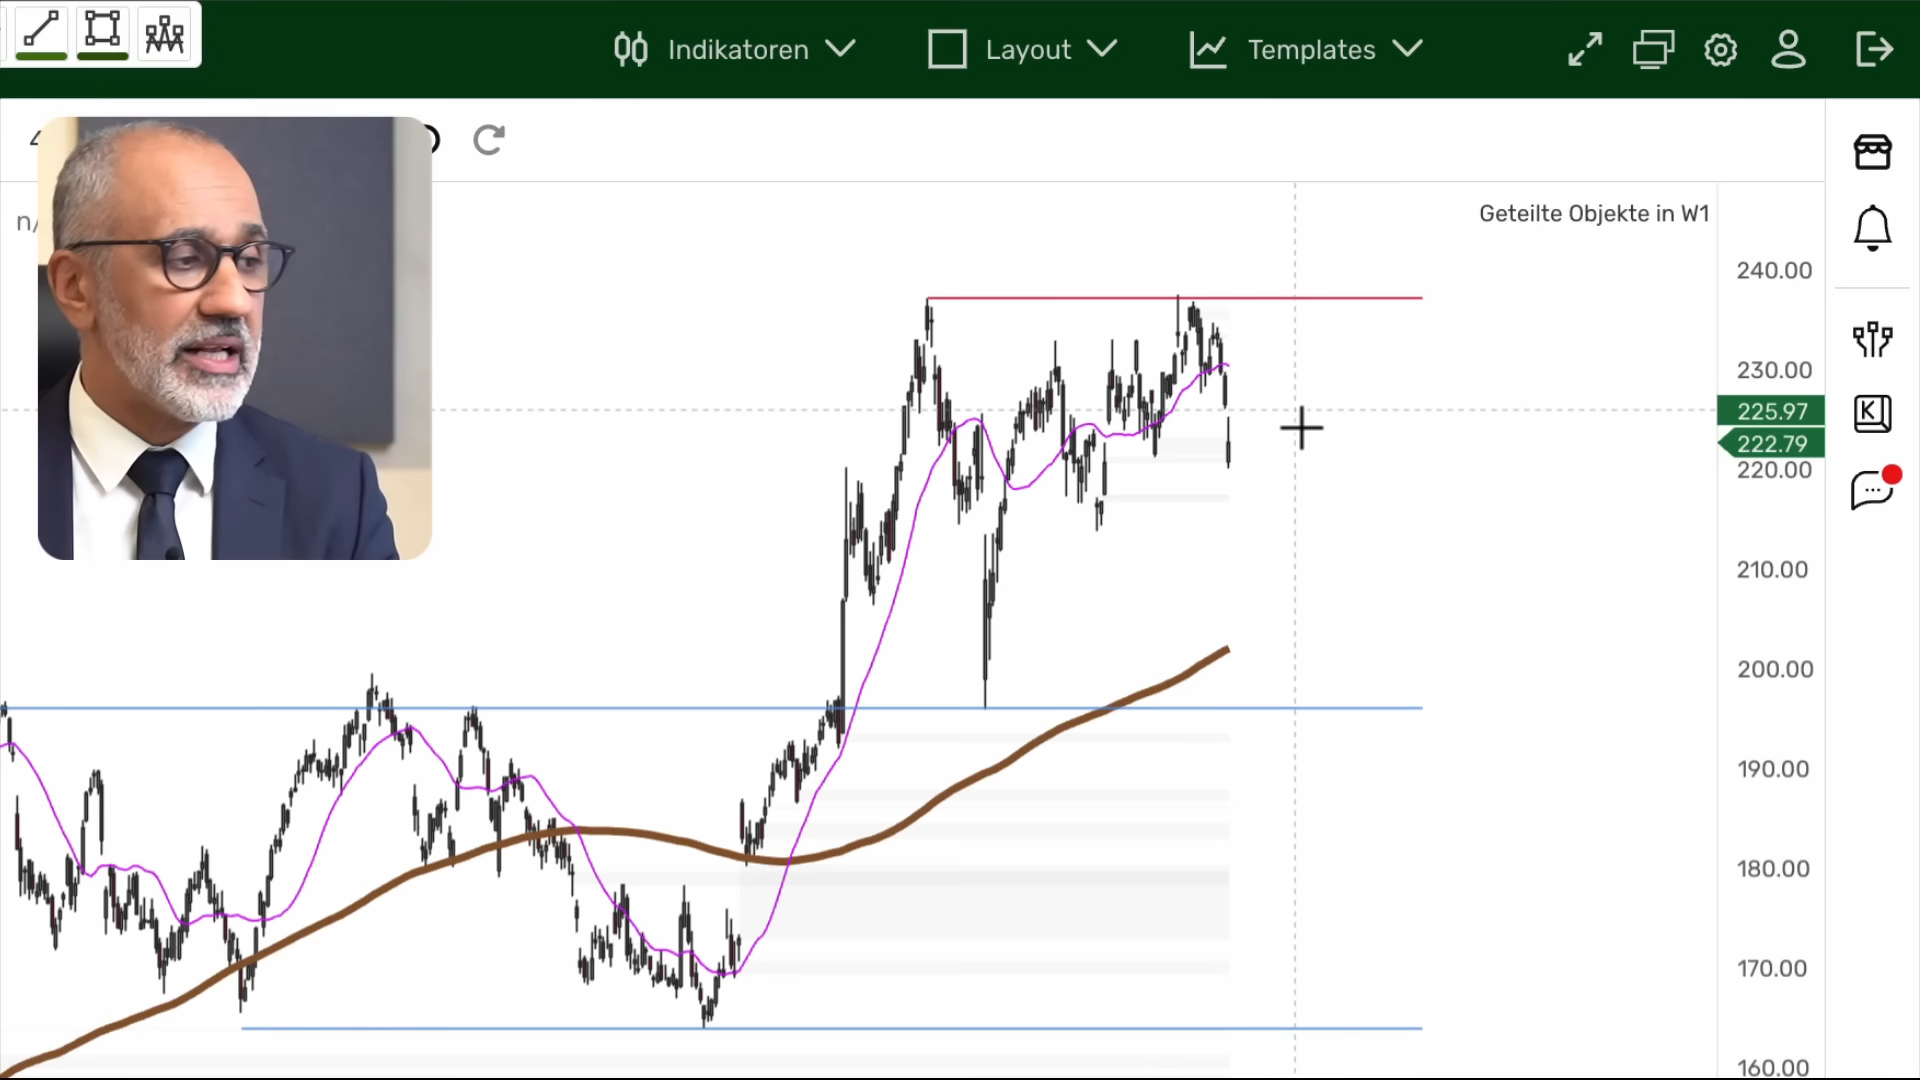 Indikatoren
Layout
Templates
Geteilte Objekte in W1
240.00
230.00
225.97
222.79
220.00
210.00
200.00
190.00
180.00
170.00
160.00
K